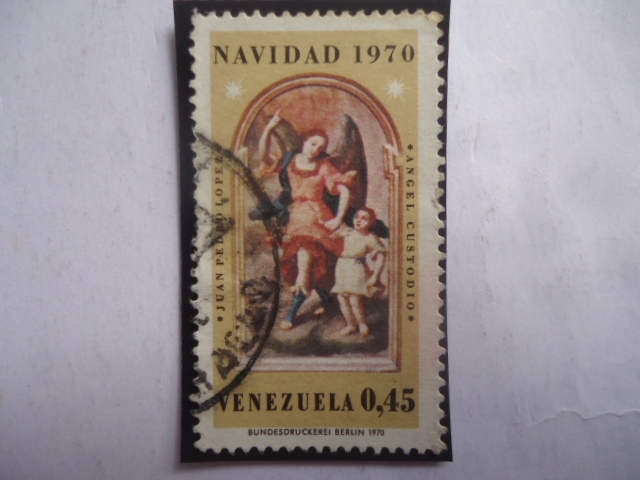 NAVIDAD 1970
* JUAN PEDRO LOPEZ
* ANGEL CUSTODIO *
VENEZUELA 0,45
BUNDESDRUCKEREI BERLIN 1970